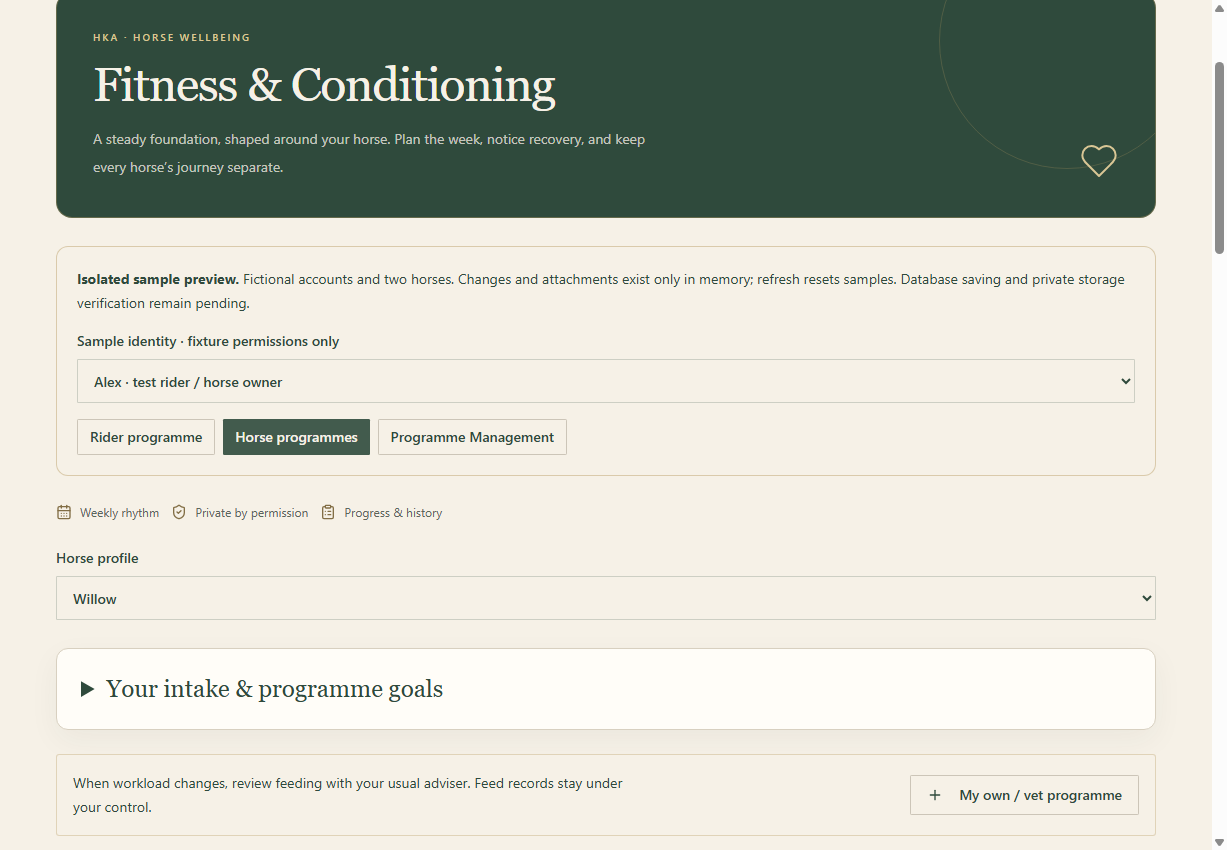 HKA · HORSE WELLBEING
Fitness & Conditioning
A steady foundation, shaped around your horse. Plan the week, notice recovery, and keep
every horse's journey separate.
Isolated sample preview. Fictional accounts and two horses. Changes and attachments exist only in memory; refresh resets samples. Database saving and private storage
verification remain pending.
Sample identity · fixture permissions only
Alex · test rider / horse owner
Rider programme
Horse programmes
Programme Management
Weekly rhythm
Private by permission
Progress & history
Horse profile
Willow
Your intake & programme goals
When workload changes, review feeding with your usual adviser. Feed records stay under
your control.
+ My own / vet programme